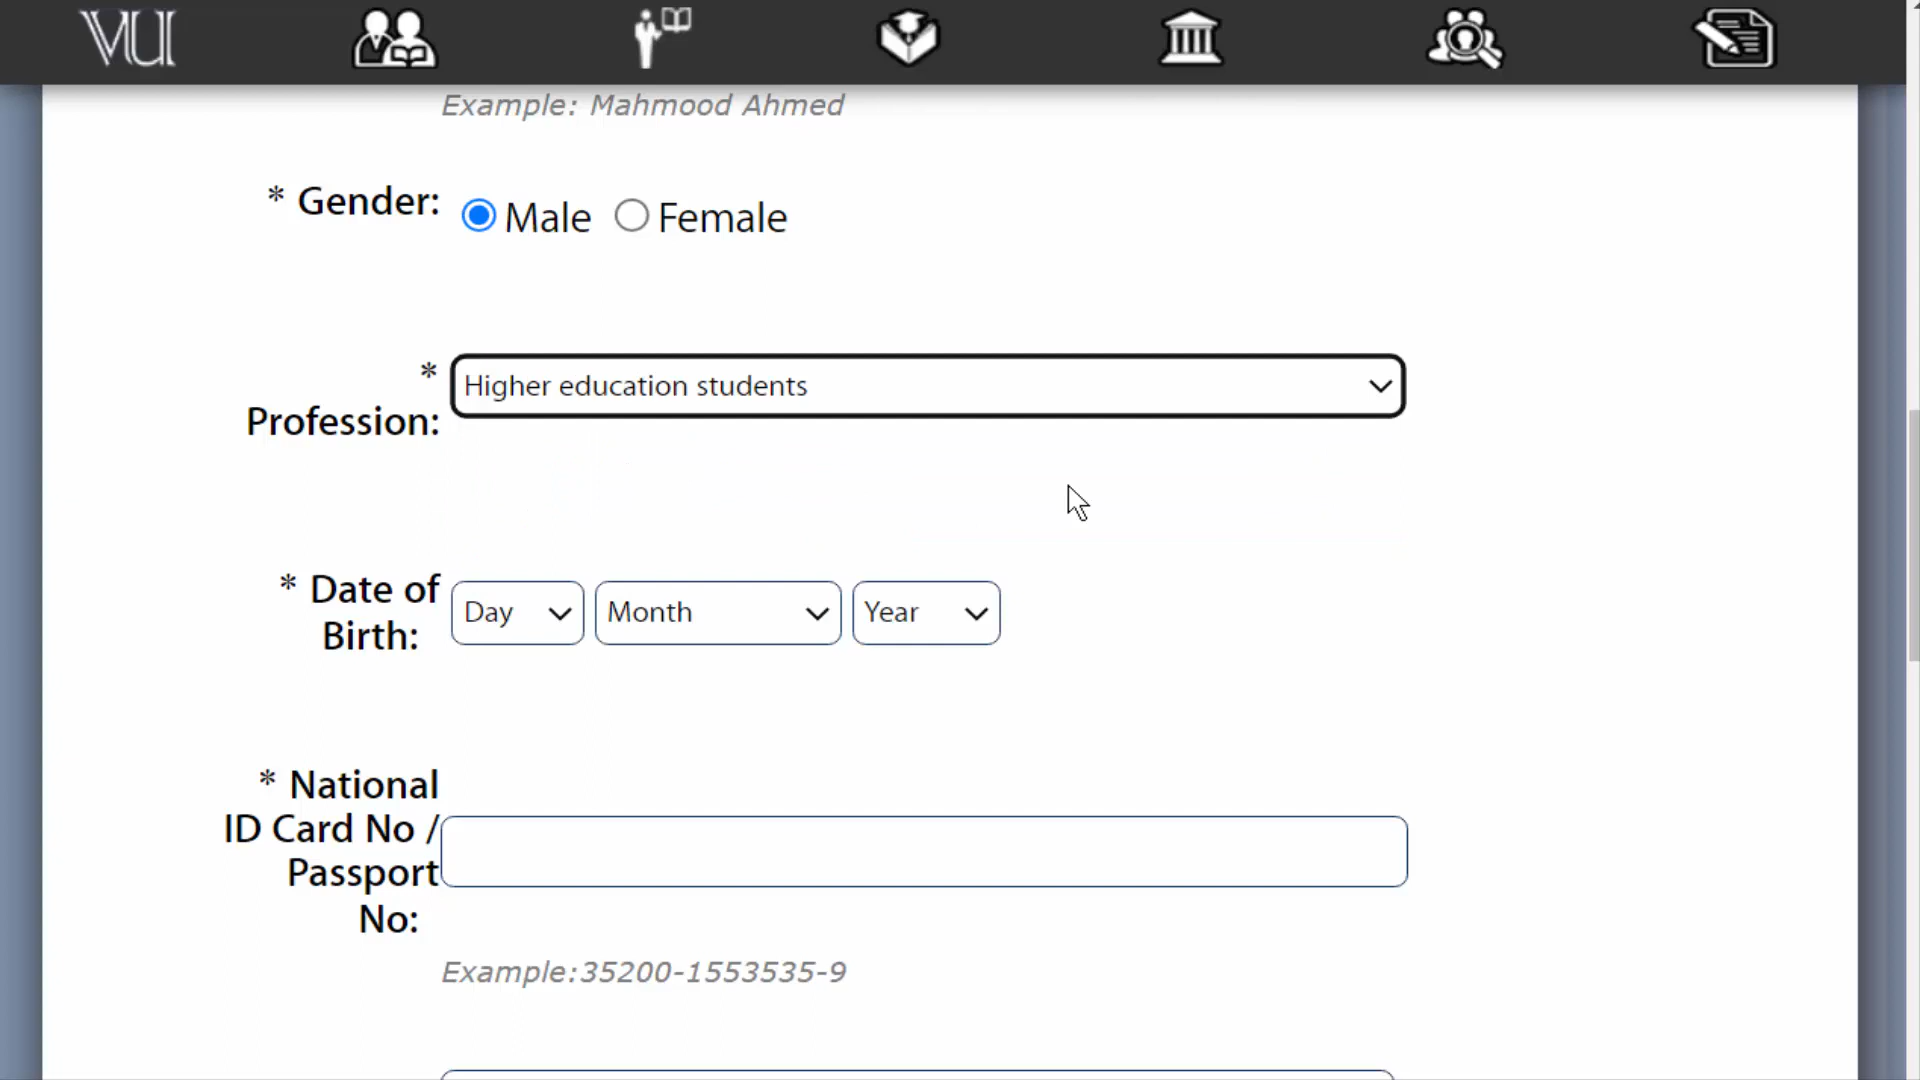 VU
Example: Mahmood Ahmed
* Gender:
Male Female
* Profession:
Higher education students
* Date of
Birth:
Day Month Year
* National
ID Card No /
Passport
No:
Example:35200-1553535-9